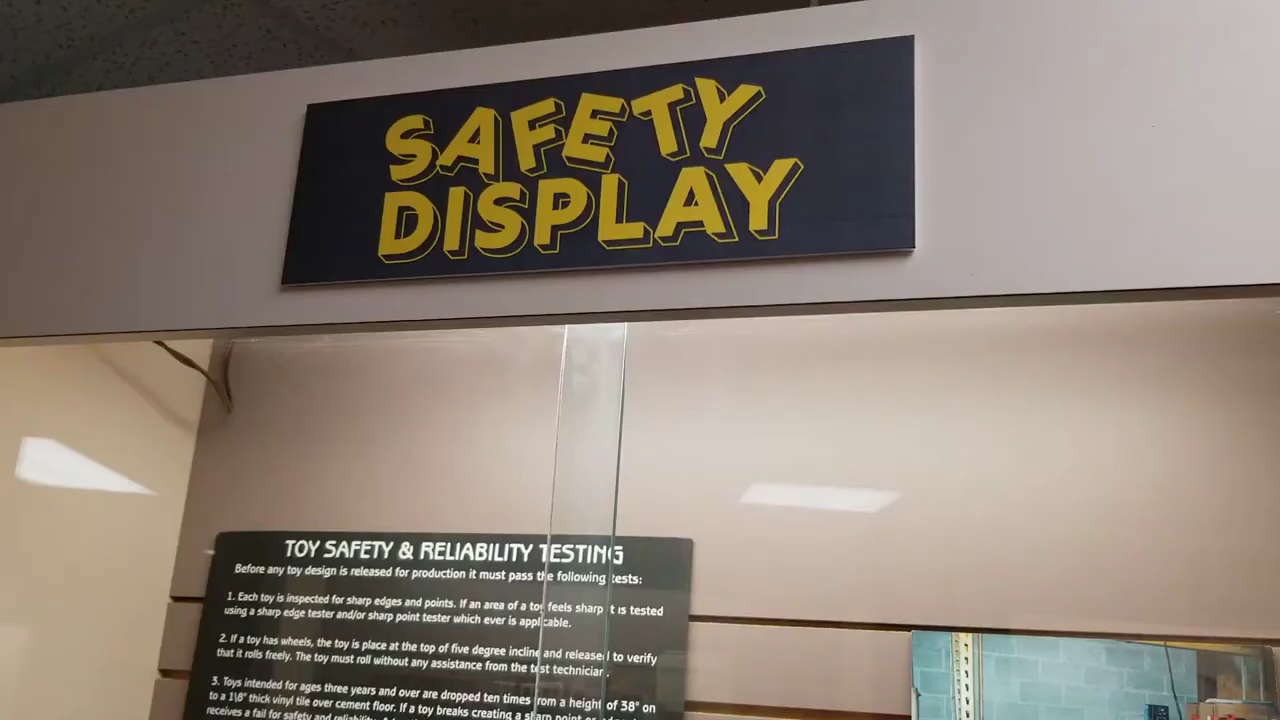 SAFETY
DISPLAY
TOY SAFETY & RELIABILITY TESTING
Before any toy design is released for production it must pass the following tests:
1. Each toy is inspected for sharp edges and points. If an area of a toy feels sharp it is tested
using a sharp edge tester and/or sharp point tester which ever is applicable.
2. If a toy has wheels, the toy is place at the top of five degree incline and released to verify
that it rolls freely. The toy must roll without any assistance from the test technician.
3. Toys intended for ages three years and over are dropped ten times from a height of 38" on
to a 1\8" thick vinyl tile over cement floor. If a toy breaks creating a sharp point or
receives a fail for safety and